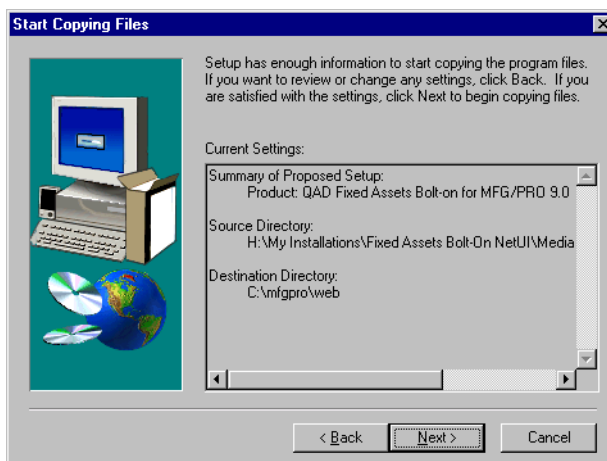 Start Copying Files
Setup has enough information to start copying the program files.
If you want to review or change any settings, click Back. If you
are satisfied with the settings, click Next to begin copying files.
Current Settings:
Summary of Proposed Setup:
Product: QAD Fixed Assets Bolt-on for MFG/PRO 9.0
Source Directory:
H:\My Installations\Fixed Assets Bolt-On NetUI\Media
Destination Directory:
C:\mfgpro\web
< Back
Next >
Cancel